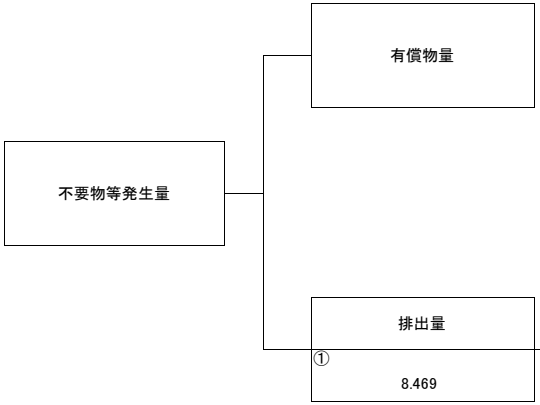 有償物量
不要物等発生量
排出量
①
8.469